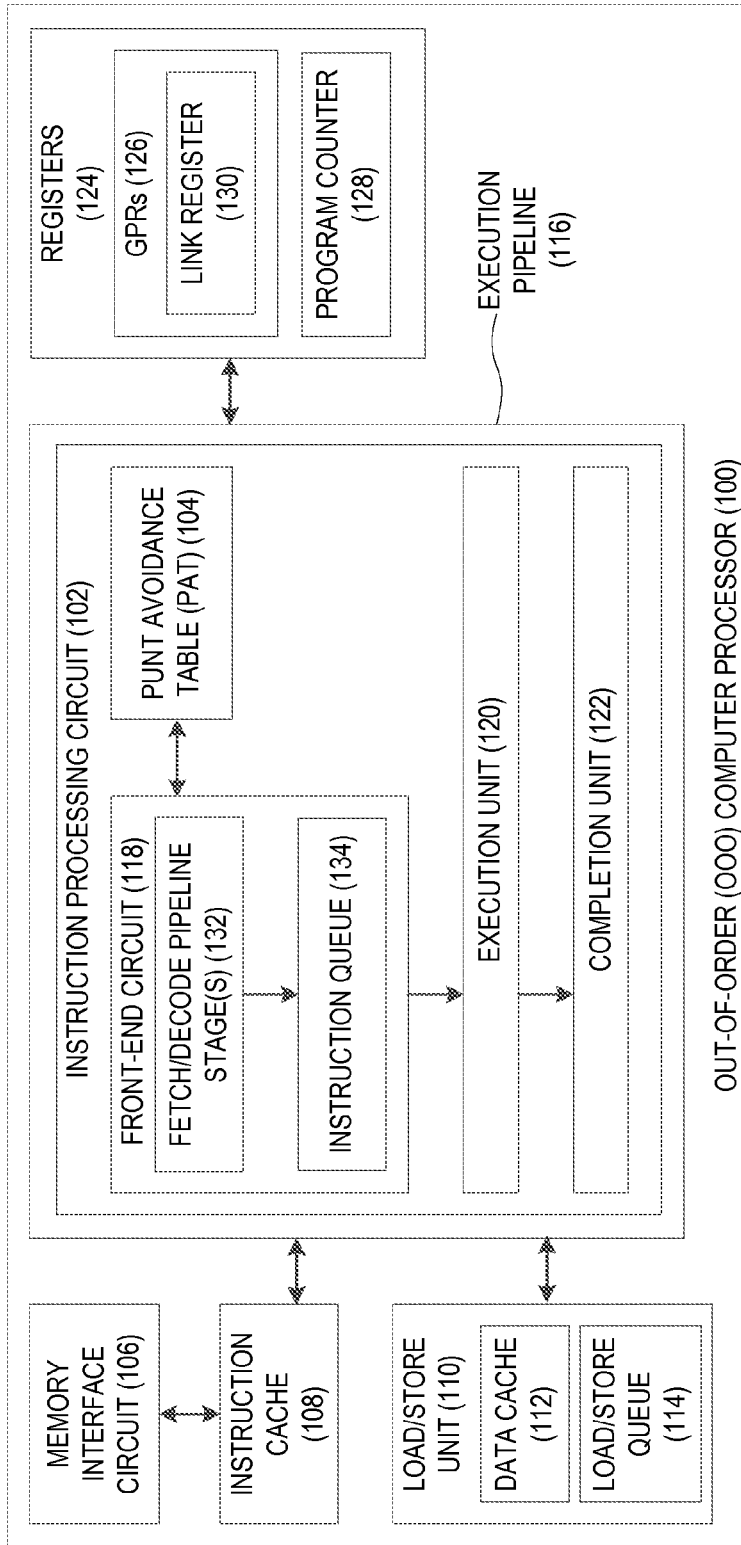 MEMORY
INTERFACE
CIRCUIT (106)
INSTRUCTION
CACHE
(108)
LOAD/STORE
UNIT (110)
DATA CACHE
(112)
LOAD/STORE
QUEUE
(114)
INSTRUCTION PROCESSING CIRCUIT (102)
FRONT-END CIRCUIT (118)
FETCH/DECODE PIPELINE
STAGE(S) (132)
INSTRUCTION QUEUE (134)
PUNT AVOIDANCE
TABLE (PAT) (104)
EXECUTION UNIT (120)
COMPLETION UNIT (122)
REGISTERS
(124)
GPRs (126)
LINK REGISTER
(130)
PROGRAM COUNTER
(128)
EXECUTION
PIPELINE
(116)
OUT-OF-ORDER (OOO) COMPUTER PROCESSOR (100)